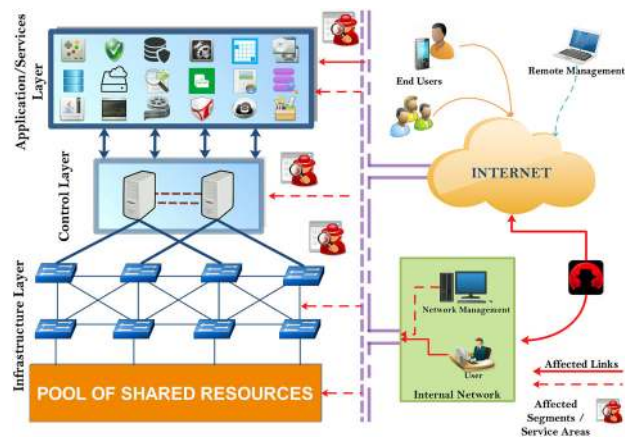 Application/Services
Layer
Control Layer
Infrastructure Layer
POOL OF SHARED RESOURCES
End Users
Remote Management
INTERNET
Network Management
User
Internal Network
Affected Links
Affected
Segments /
Service Areas